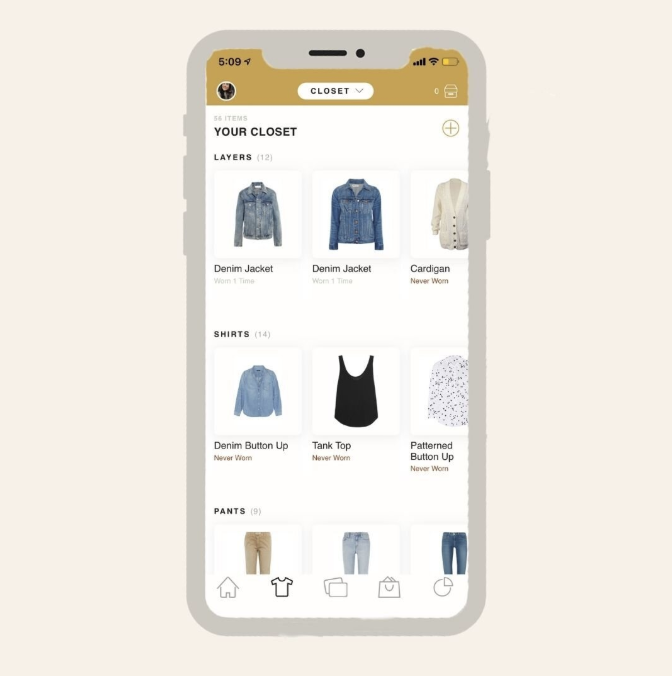 5:09
CLOSET
0
56 ITEMS
YOUR CLOSET
LAYERS (12)
Denim Jacket
Worn 1 Time
Denim Jacket
Worn 1 Time
Cardigan
Never Worn
SHIRTS (14)
Denim Button Up
Never Worn
Tank Top
Never Worn
Patterned
Button Up
Never Worn
PANTS (9)